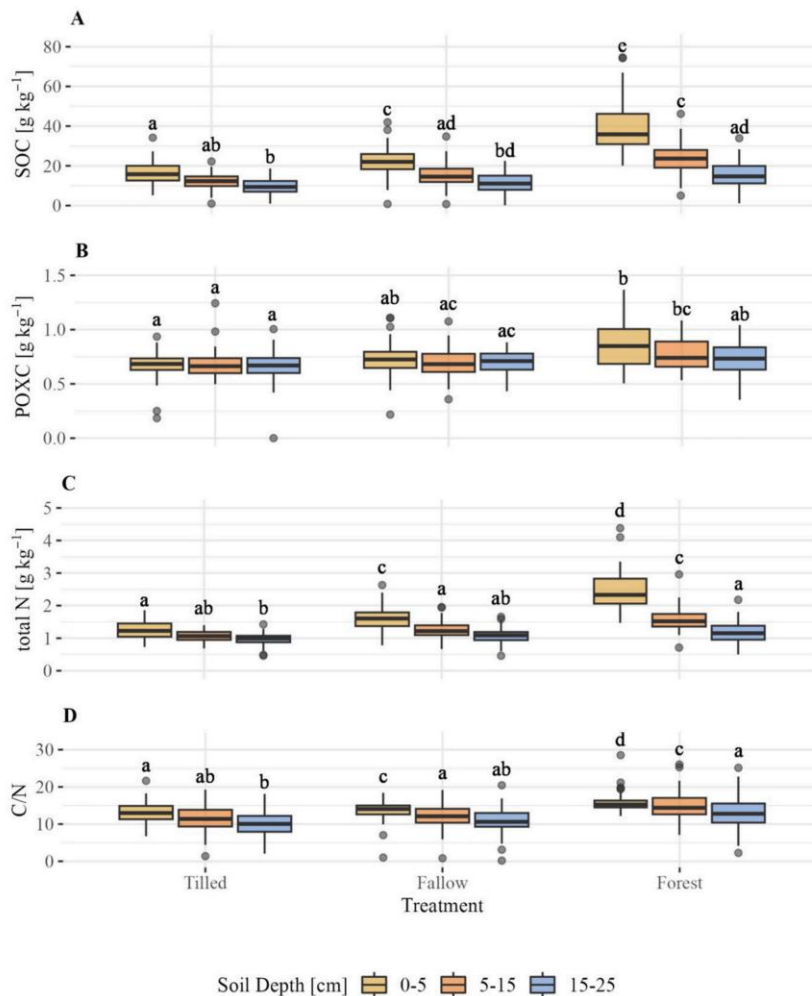 A
SOC [g kg⁻¹]
80
60
40
20
0
a
ab
b
c
ad
bd
c
c
ad
B
POXC [g kg⁻¹]
1.5
1.0
0.5
0.0
a
a
a
ab
ac
ac
b
bc
ab
C
total N [g kg⁻¹]
5
4
3
2
1
0
a
ab
b
c
a
ab
d
c
a
D
C/N
30
20
10
0
a
ab
b
c
a
ab
d
c
a
Tilled Fallow Forest
Treatment
Soil Depth [cm] 0-5 5-15 15-25